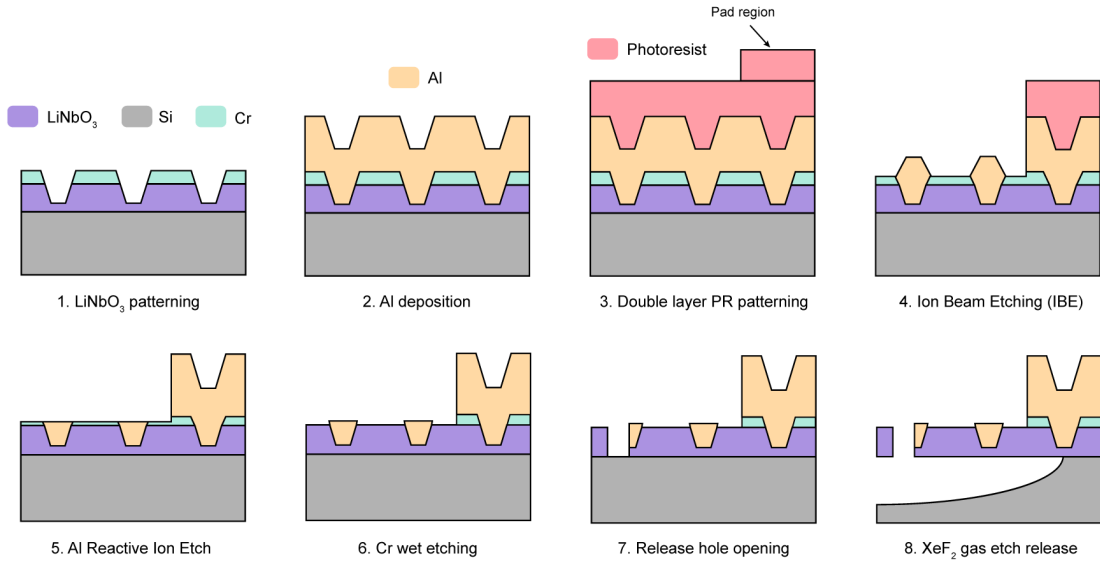 Pad region
Photoresist
Al
LiNbO₃
Si
Cr
1. LiNbO₃ patterning
2. Al deposition
3. Double layer PR patterning
4. Ion Beam Etching (IBE)
5. Al Reactive Ion Etch
6. Cr wet etching
7. Release hole opening
8. XeF₂ gas etch release